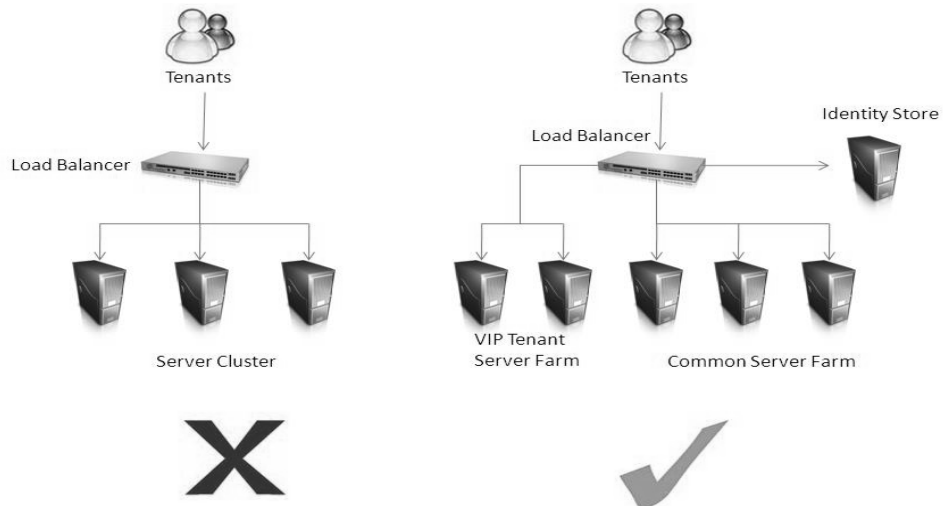 Tenants
Load Balancer
Server Cluster
Tenants
Load Balancer
Identity Store
VIP Tenant
Server Farm
Common Server Farm